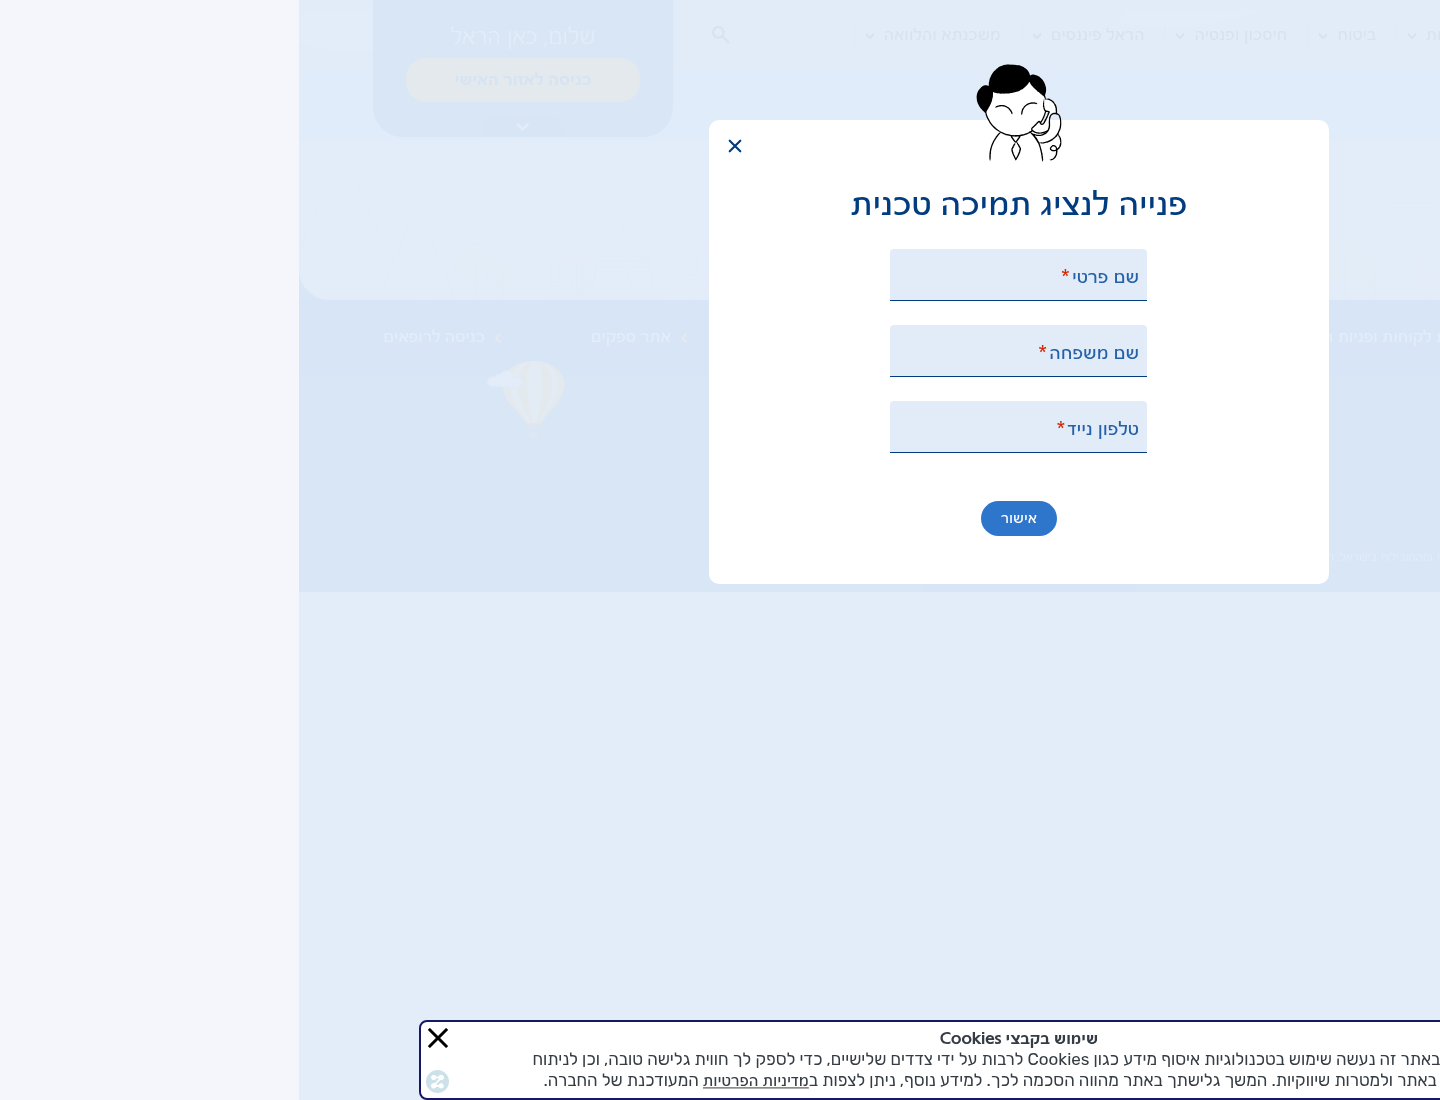 ביטוח
חיסכון ופנסיה
הראל פיננסים
משכנתא והלוואה
שלום, כאן הראל
כניסה לאזור האישי
פנייה לנציג תמיכה טכנית
שם פרטי*
שם משפחה*
טלפון נייד*
אישור
לקוחות ופניות
אתר ספקים
כניסה לרופאים
שימוש בקבצי Cookies
באתר זה נעשה שימוש בטכנולוגיות איסוף מידע כגון Cookies לרבות על ידי צדדים שלישיים, כדי לספק לך חווית גלישה טובה, וכן לניתוח
באתר ולמטרות שיווקיות. המשך גלישתך באתר מהווה הסכמה לכך. למידע נוסף, ניתן לצפות במדיניות הפרטיות המעודכנת של החברה.